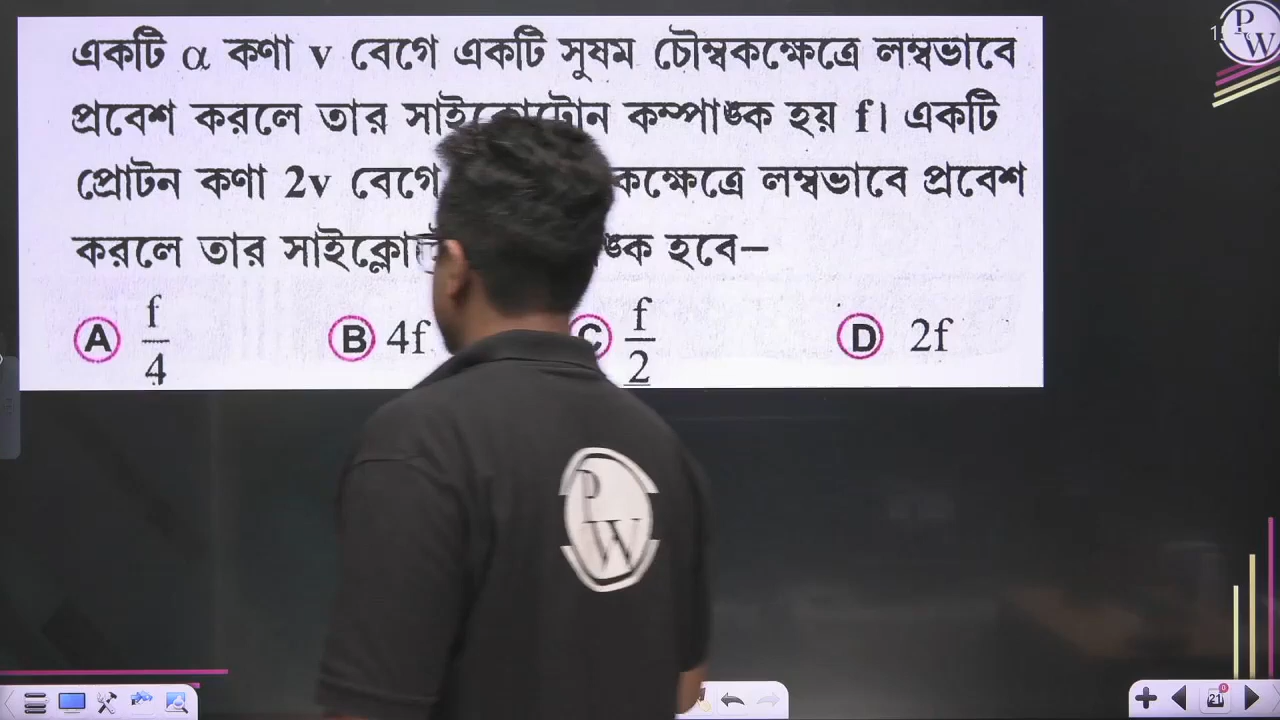 একটি α কণা v বেগে একটি সুষম চৌম্বকক্ষেত্রে লম্বভাবে
প্রবেশ করলে তার কম্পাঙ্ক হয় f। একটি
প্রোটন কণা 2v বেগে কক্ষেত্রে লম্বভাবে প্রবেশ
করলে তার সাইক্লো ঙ্ক হবে–
A f/4 B 4f C f/2 D 2f
P W
P W
21